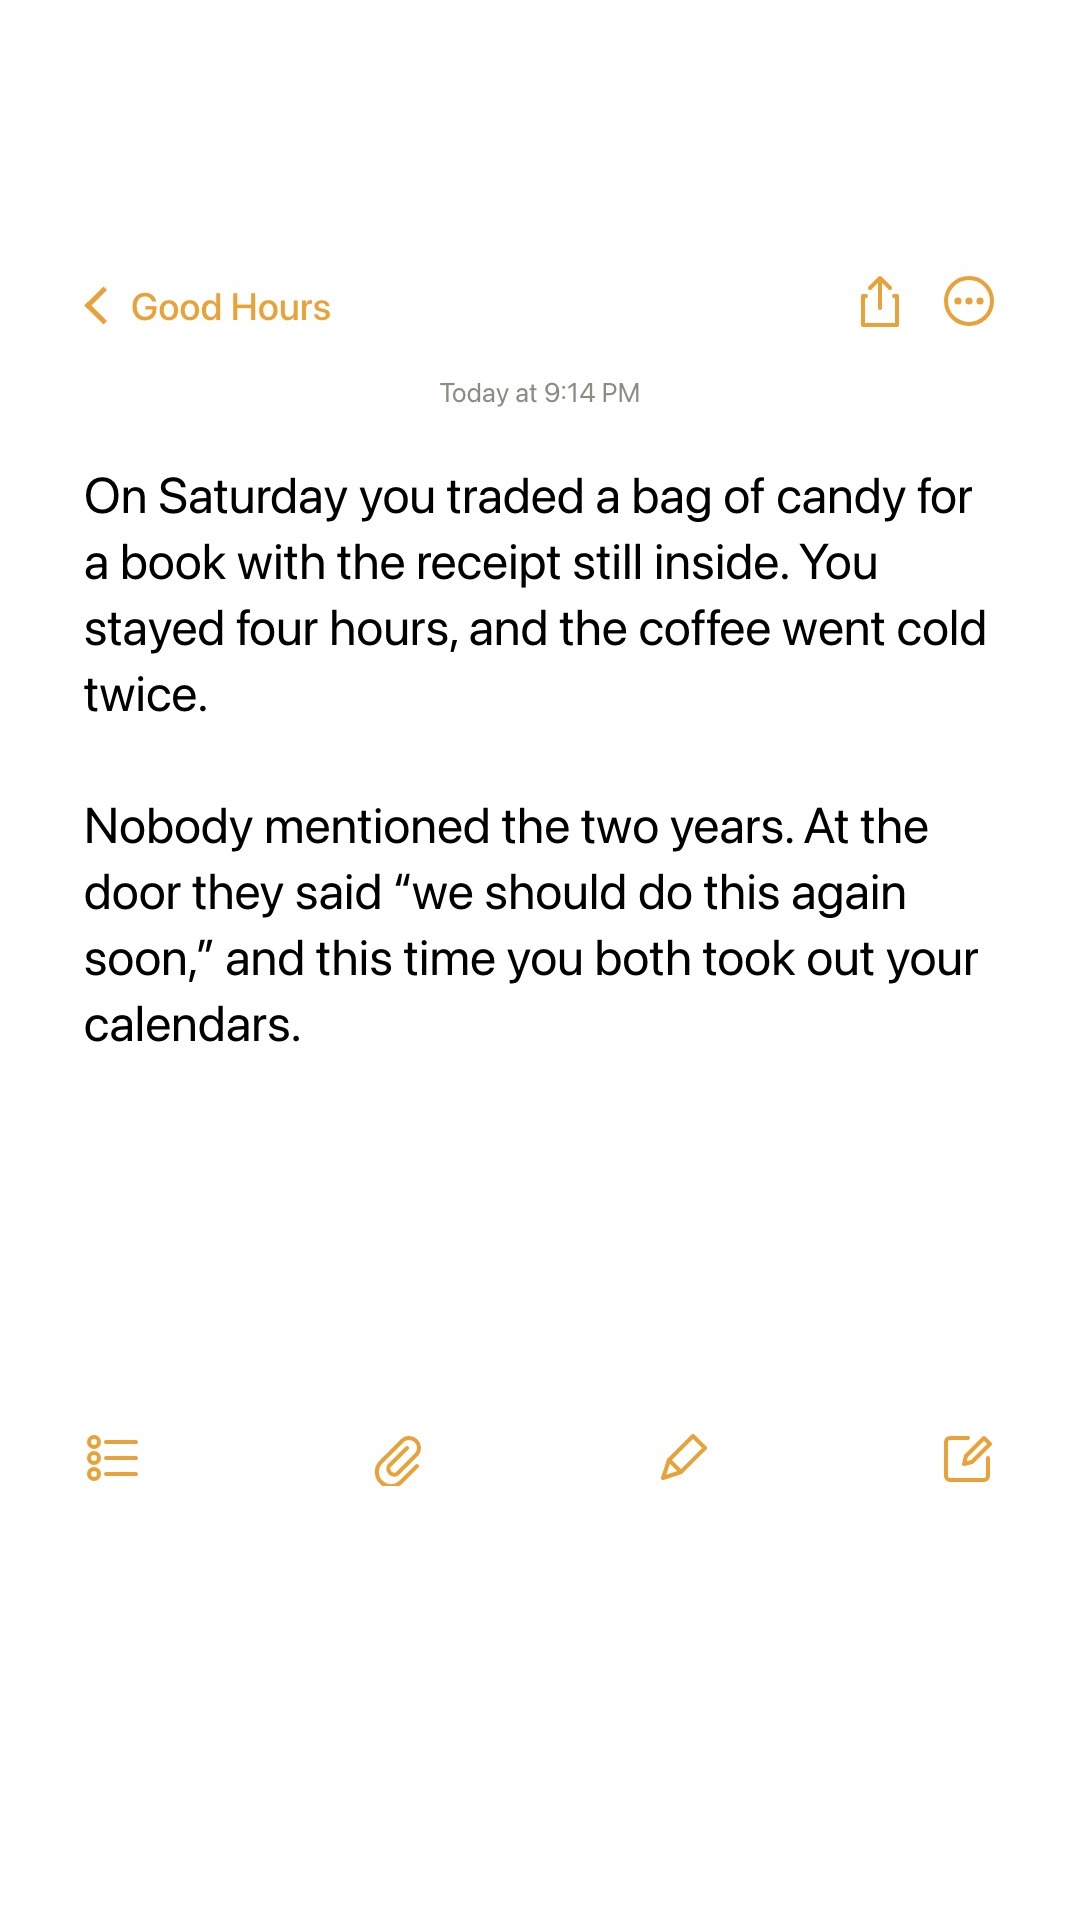 Good Hours
Today at 9:14 PM
On Saturday you traded a bag of candy for
a book with the receipt still inside. You
stayed four hours, and the coffee went cold
twice.
Nobody mentioned the two years. At the
door they said “we should do this again
soon,” and this time you both took out your
calendars.